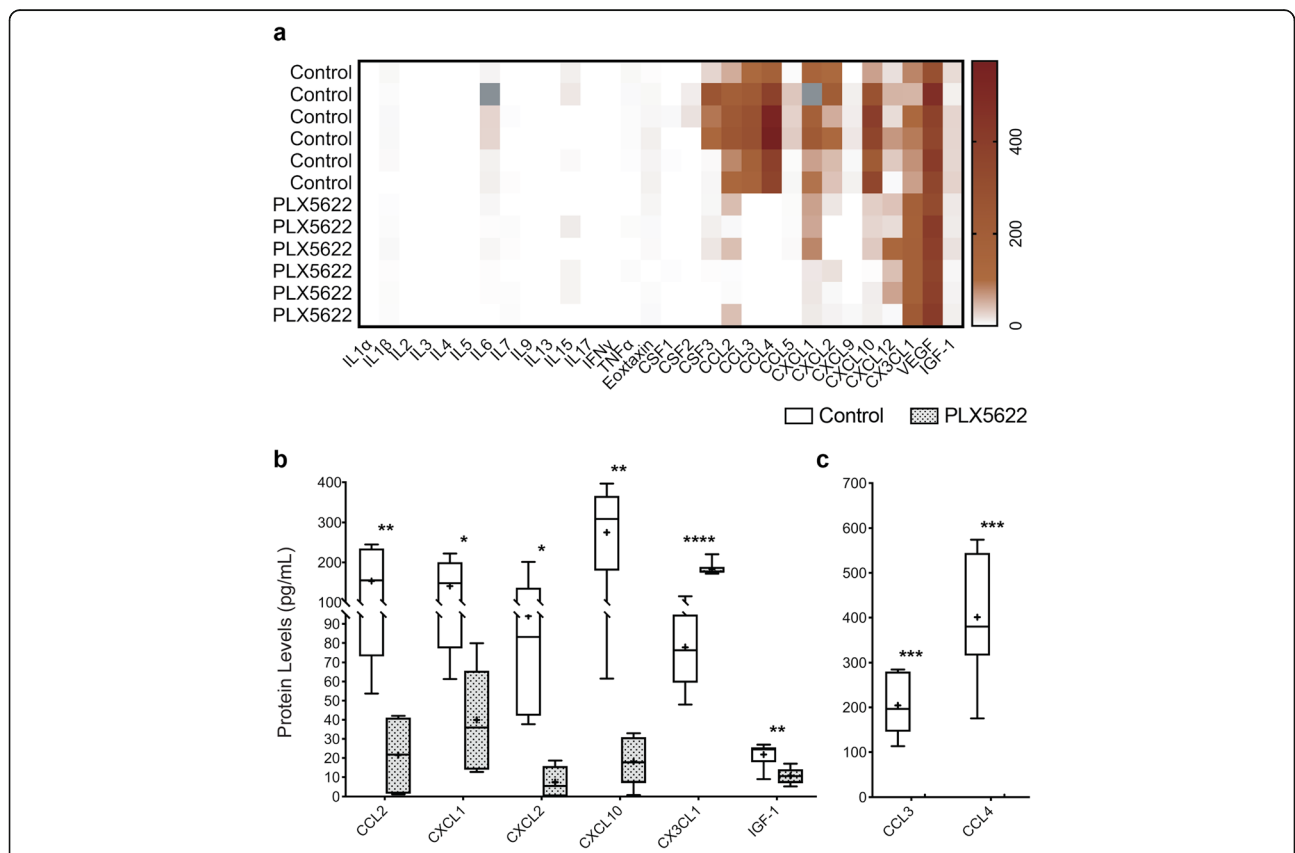 a
Control
Control
Control
Control
Control
Control
PLX5622
PLX5622
PLX5622
PLX5622
PLX5622
PLX5622
400
200
0
IL1α IL1β IL2 IL3 IL4 IL5 IL6 IL7 IL9 IL13 IL15 IL17 IFNγ TNFα Eoxtaxin CSF1 CSF2 CSF3 CCL2 CCL3 CCL4 CCL5 CXCL1 CXCL2 CXCL9 CXCL10 CXCL12 CX3CL1 VEGF IGF-1
Control PLX5622
b
Protein Levels (pg/mL)
400
300
200
100
90
80
70
60
50
40
30
20
10
0
**
*
*
**
****
**
CCL2 CXCL1 CXCL2 CXCL10 CX3CL1 IGF-1
c
700
600
500
400
300
200
100
0
***
***
CCL3 CCL4